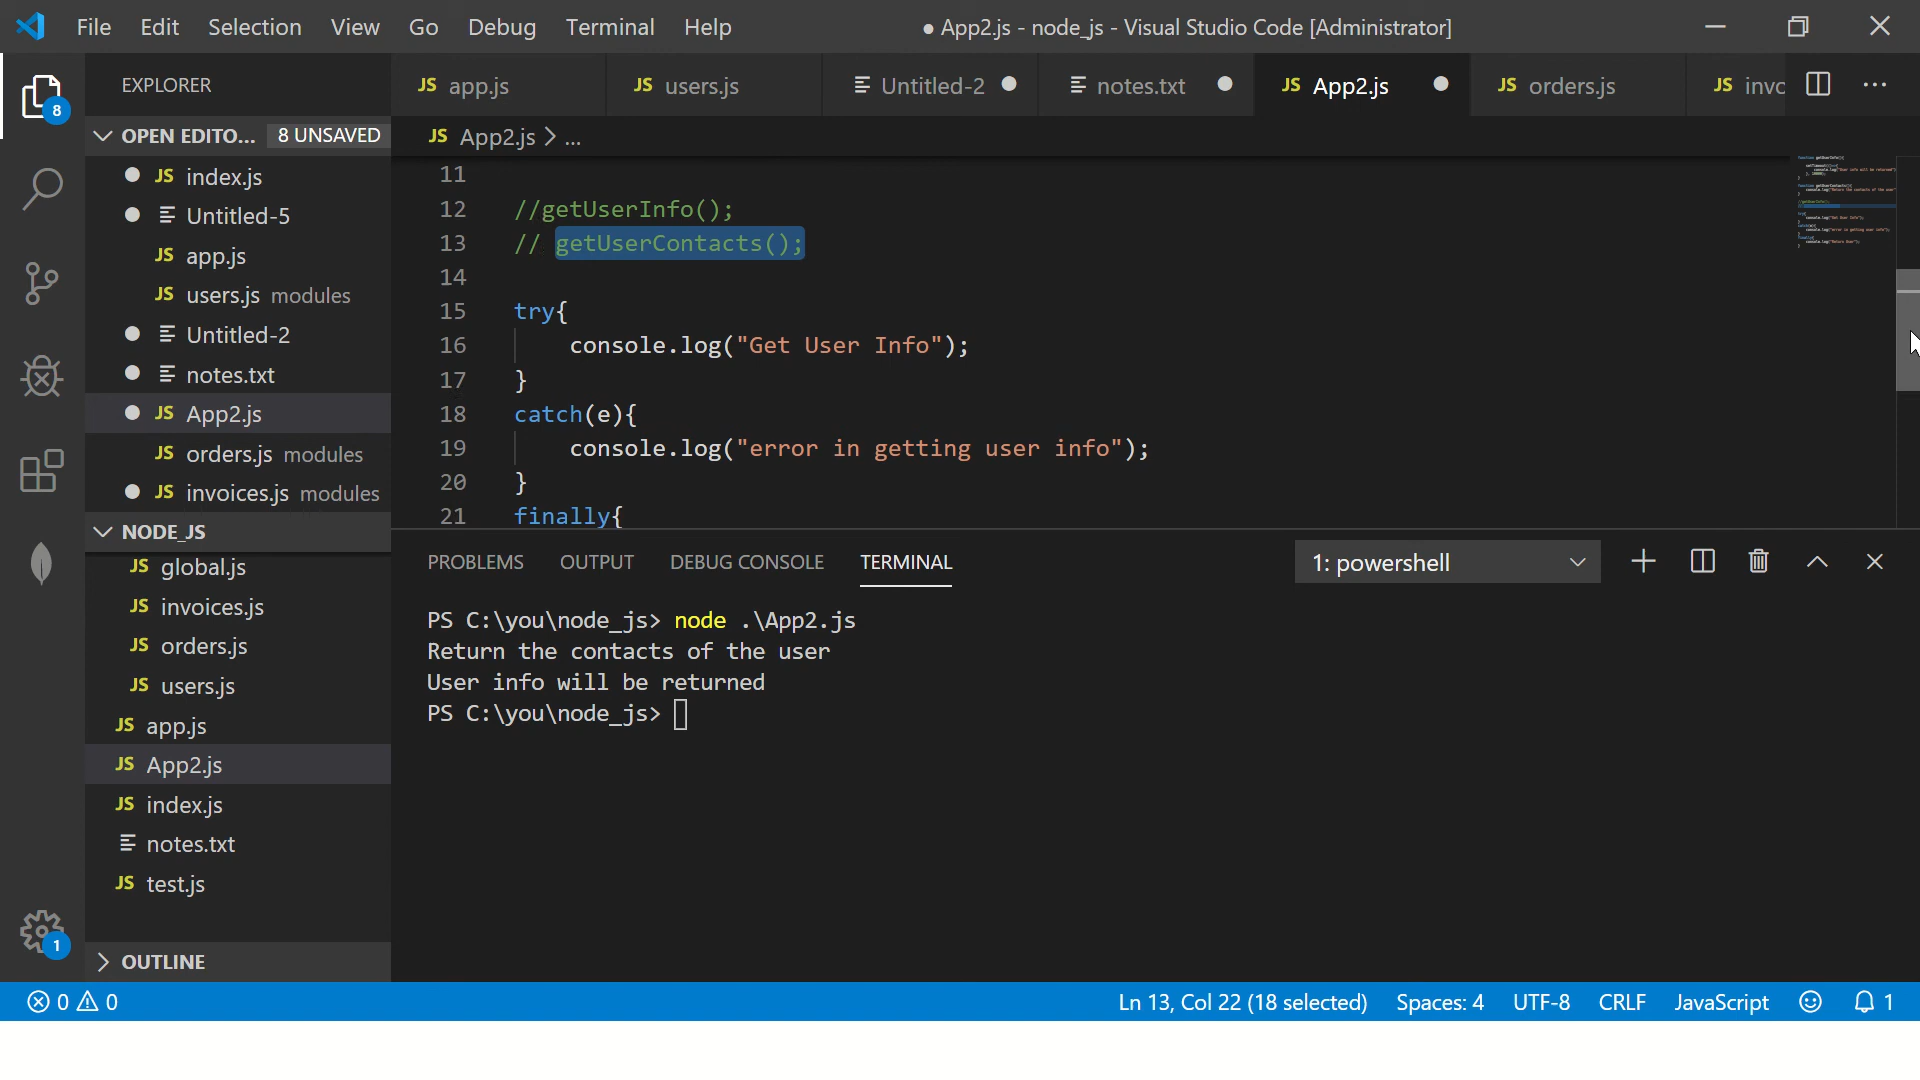 File Edit Selection View Go Debug Terminal Help
● App2.js - node_js - Visual Studio Code [Administrator]
EXPLORER
8
OPEN EDITO... 8 UNSAVED
JS index.js
Untitled-5
JS app.js
JS users.js modules
Untitled-2
notes.txt
JS App2.js
JS orders.js modules
JS invoices.js modules
NODE_JS
JS global.js
JS invoices.js
JS orders.js
JS users.js
JS app.js
JS App2.js
JS index.js
notes.txt
JS test.js
1
OUTLINE
JS app.js JS users.js Untitled-2 notes.txt JS App2.js JS orders.js JS invo
JS App2.js > ...
11
12 //getUserInfo();
13 // getUserContacts();
14
15 try{
16 console.log("Get User Info");
17 }
18 catch(e){
19 console.log("error in getting user info");
20 }
21 finally{
PROBLEMS OUTPUT DEBUG CONSOLE TERMINAL 1: powershell
PS C:\you\node_js> node .\App2.js
Return the contacts of the user
User info will be returned
PS C:\you\node_js>
0 0 Ln 13, Col 22 (18 selected) Spaces: 4 UTF-8 CRLF JavaScript 1